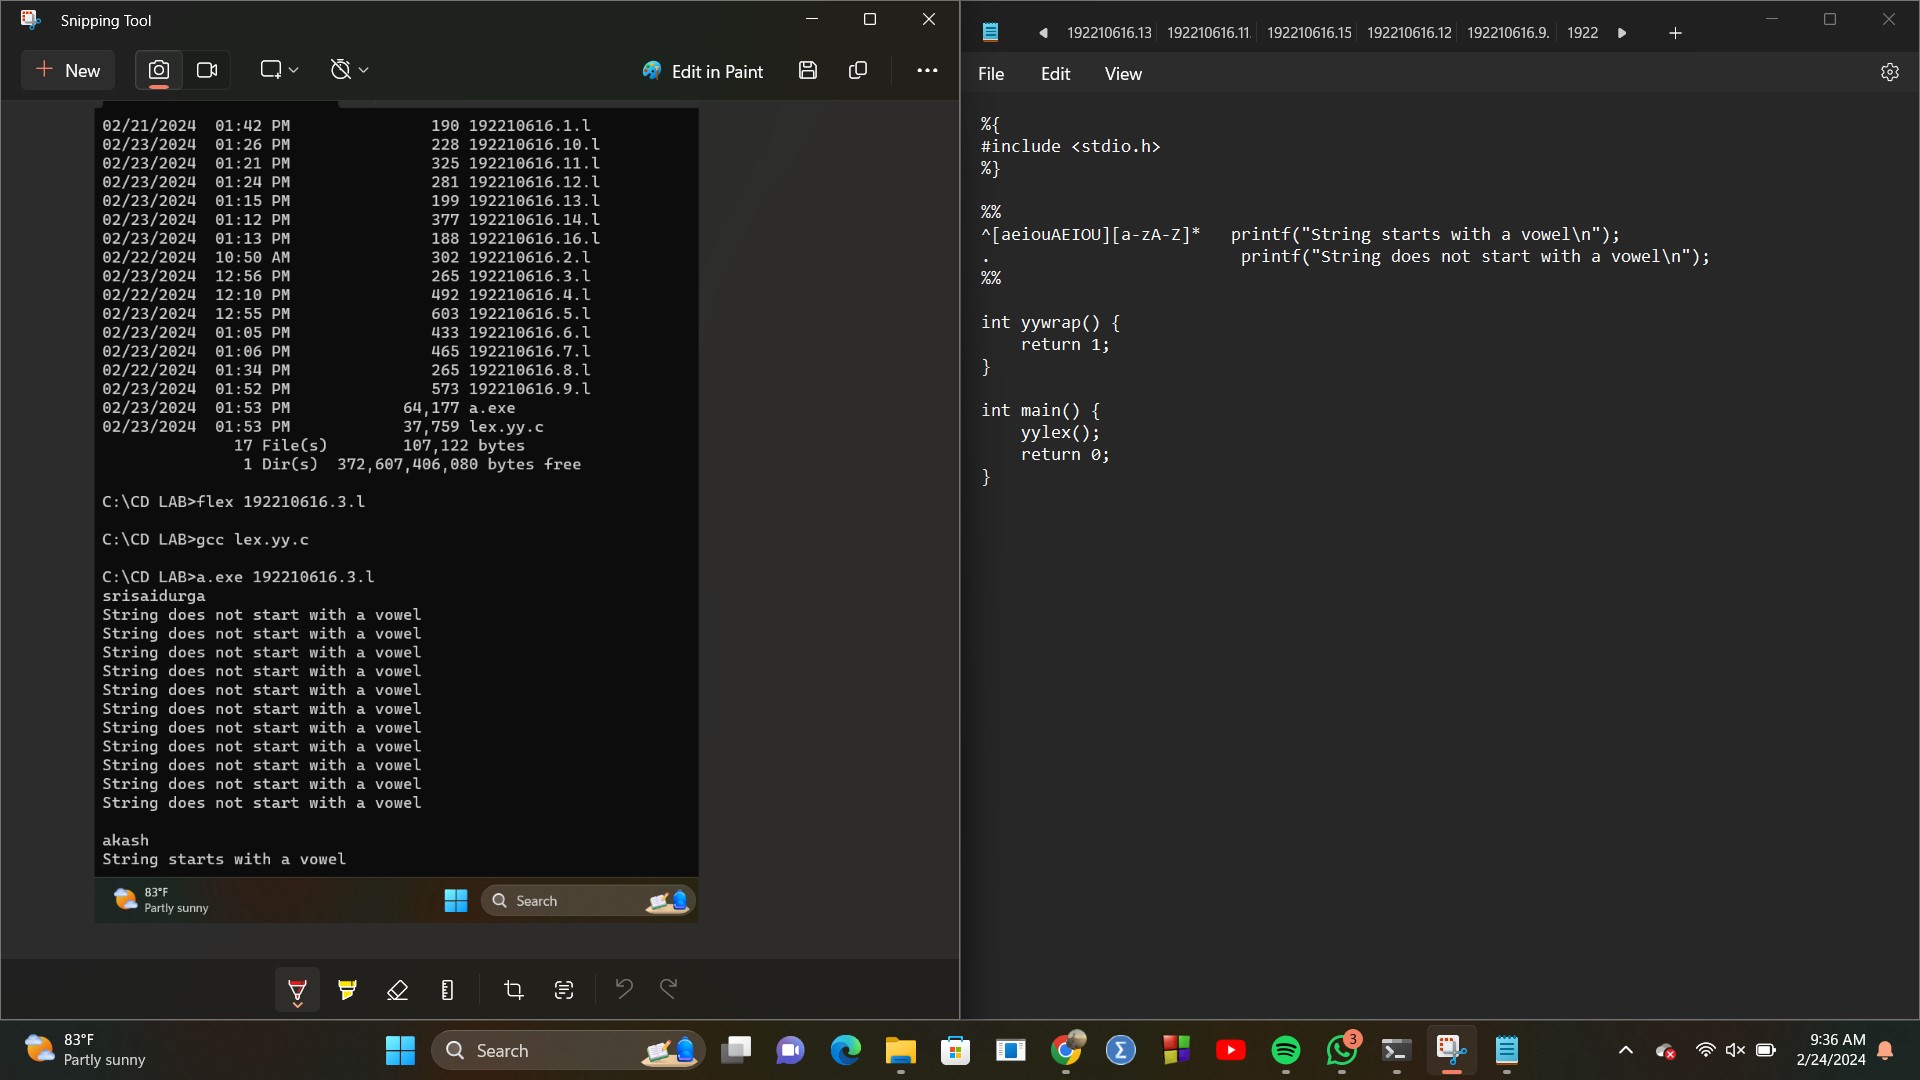 Snipping Tool
New
Edit in Paint
02/21/2024  01:42 PM               190 192210616.1.l
02/23/2024  01:26 PM               228 192210616.10.l
02/23/2024  01:21 PM               325 192210616.11.l
02/23/2024  01:24 PM               281 192210616.12.l
02/23/2024  01:15 PM               199 192210616.13.l
02/23/2024  01:12 PM               377 192210616.14.l
02/23/2024  01:13 PM               188 192210616.16.l
02/22/2024  10:50 AM               302 192210616.2.l
02/23/2024  12:56 PM               265 192210616.3.l
02/22/2024  12:10 PM               492 192210616.4.l
02/23/2024  12:55 PM               603 192210616.5.l
02/23/2024  01:05 PM               433 192210616.6.l
02/23/2024  01:06 PM               465 192210616.7.l
02/22/2024  01:34 PM               265 192210616.8.l
02/23/2024  01:52 PM               573 192210616.9.l
02/23/2024  01:53 PM            64,177 a.exe
02/23/2024  01:53 PM            37,759 lex.yy.c
17 File(s)        107,122 bytes
1 Dir(s)  372,607,406,080 bytes free
C:\CD LAB>flex 192210616.3.l
C:\CD LAB>gcc lex.yy.c
C:\CD LAB>a.exe 192210616.3.l
srisaidurga
String does not start with a vowel
String does not start with a vowel
String does not start with a vowel
String does not start with a vowel
String does not start with a vowel
String does not start with a vowel
String does not start with a vowel
String does not start with a vowel
String does not start with a vowel
String does not start with a vowel
String does not start with a vowel
akash
String starts with a vowel
83°F
Partly sunny
Search
192210616.13 192210616.11. 192210616.15 192210616.12 192210616.9. 1922
File Edit View
%{
#include <stdio.h>
%}
%%
^[aeiouAEIOU][a-zA-Z]*   printf("String starts with a vowel\n");
.                         printf("String does not start with a vowel\n");
%%
int yywrap() {
    return 1;
}
int main() {
    yylex();
    return 0;
}
83°F
Partly sunny
Search
3
9:36 AM
2/24/2024